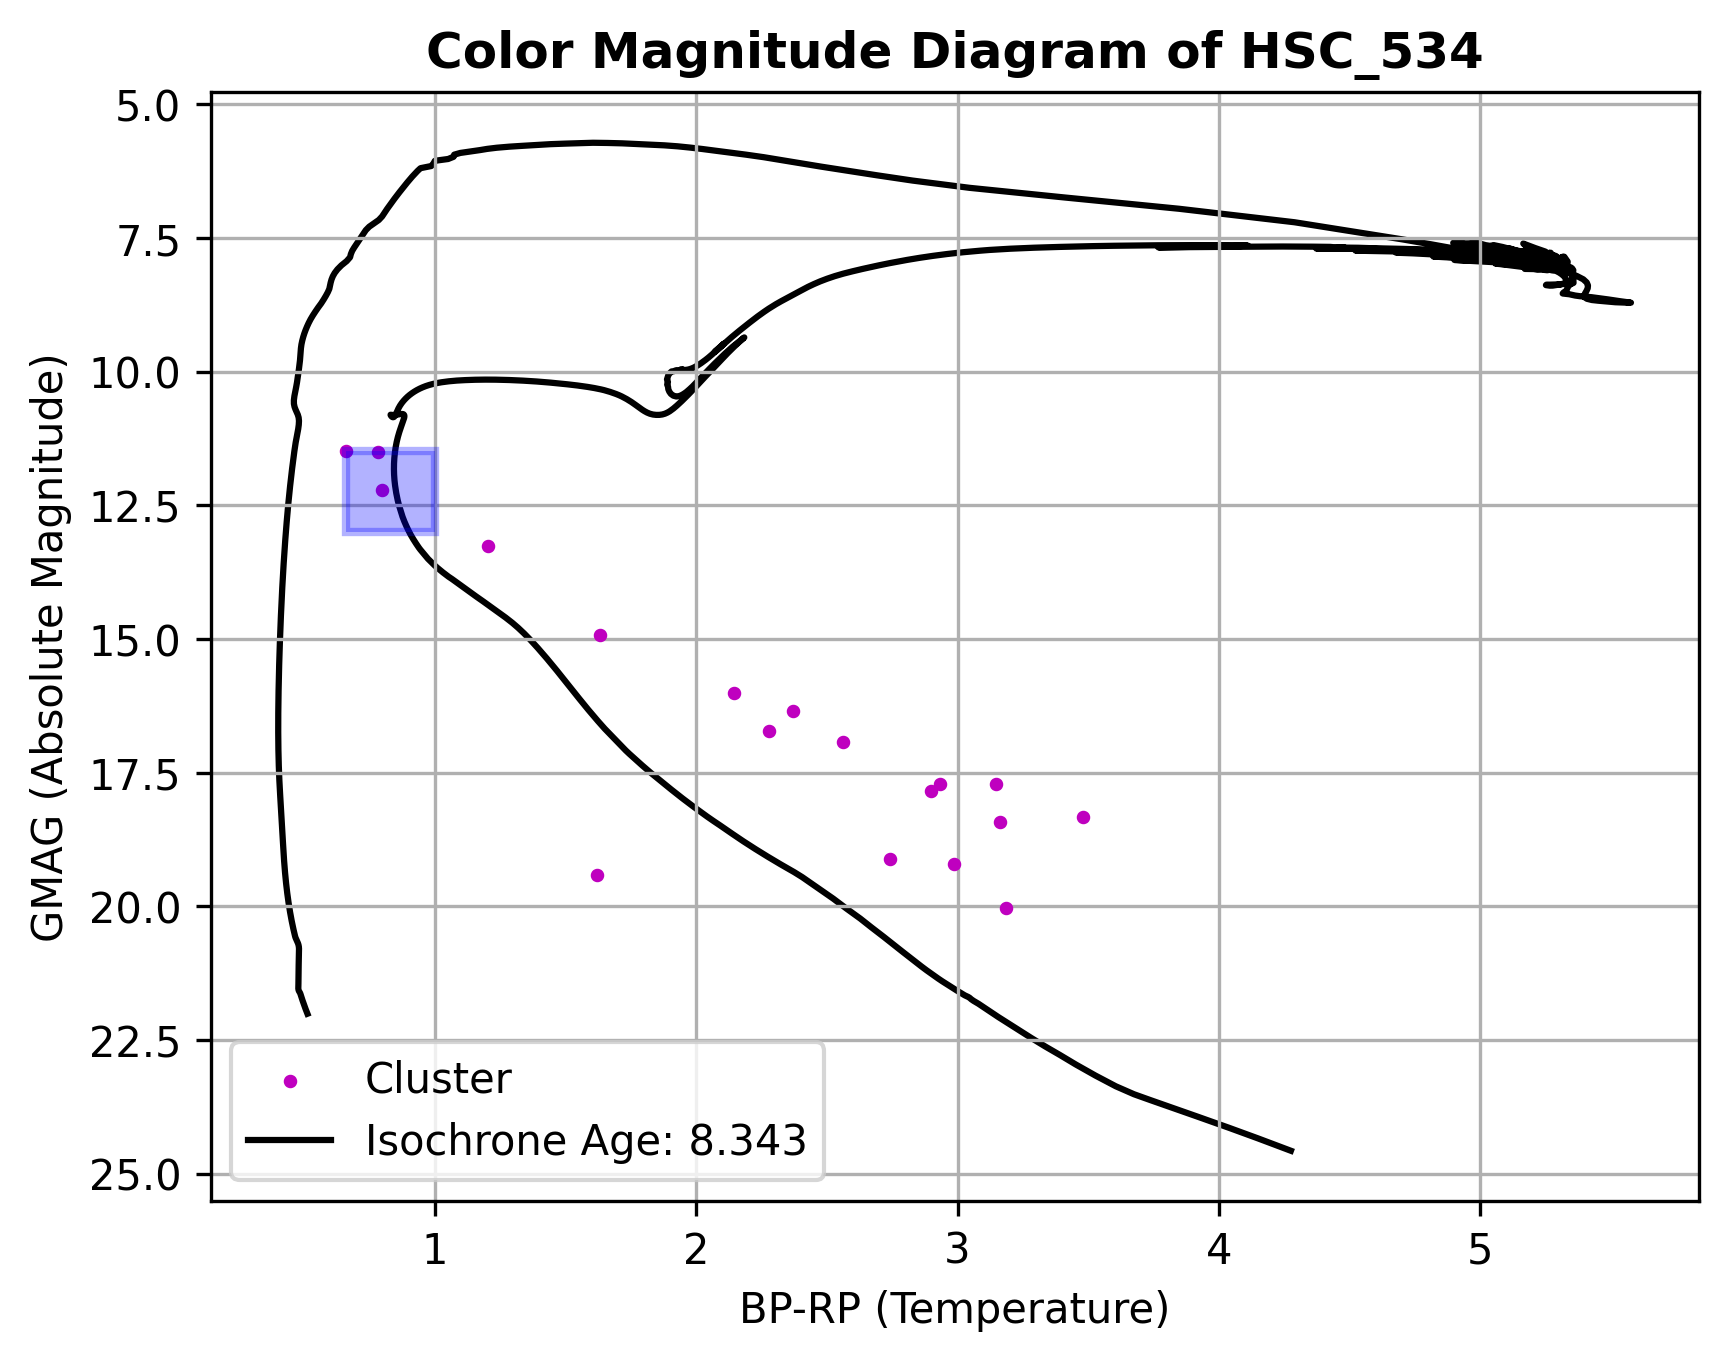 Color Magnitude Diagram of HSC_534
GMAG (Absolute Magnitude)
5.0
7.5
10.0
12.5
15.0
17.5
20.0
22.5
25.0
Cluster
Isochrone Age: 8.343
1 2 3 4 5
BP-RP (Temperature)